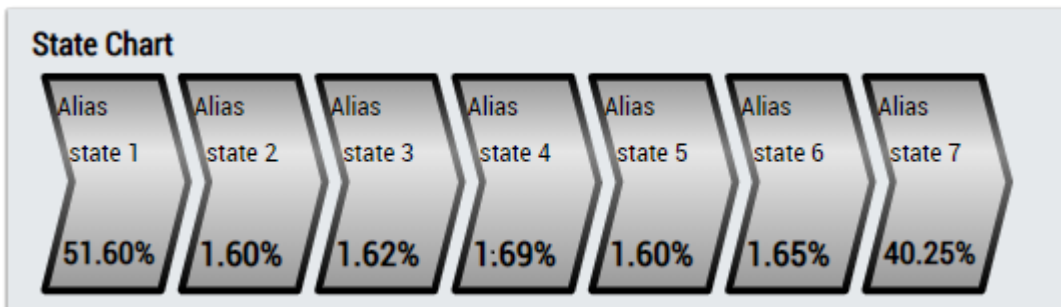 State Chart
Alias
state 1
51.60%
Alias
state 2
1.60%
Alias
state 3
1.62%
Alias
state 4
1:69%
Alias
state 5
1.60%
Alias
state 6
1.65%
Alias
state 7
40.25%